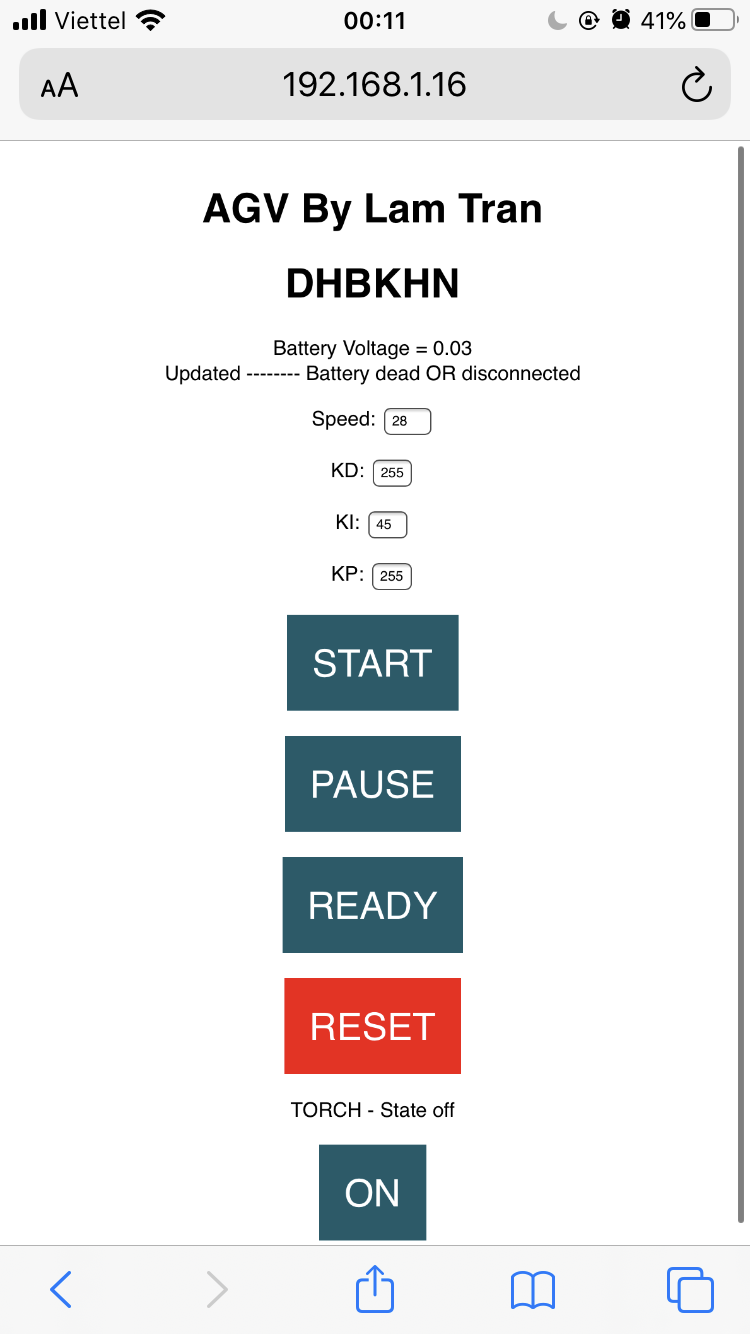 Viettel 00:11 41%
AA 192.168.1.16
AGV By Lam Tran
DHBKHN
Battery Voltage = 0.03
Updated -------- Battery dead OR disconnected
Speed: 28
KD: 255
KI: 45
KP: 255
START
PAUSE
READY
RESET
TORCH - State off
ON